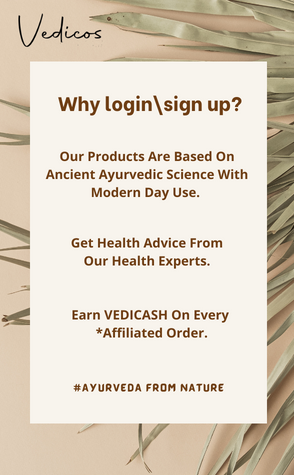 Vedicos
Why login\sign up?
Our Products Are Based On
Ancient Ayurvedic Science With
Modern Day Use.
Get Health Advice From
Our Health Experts.
Earn VEDICASH On Every
*Affiliated Order.
#AYURVEDA FROM NATURE